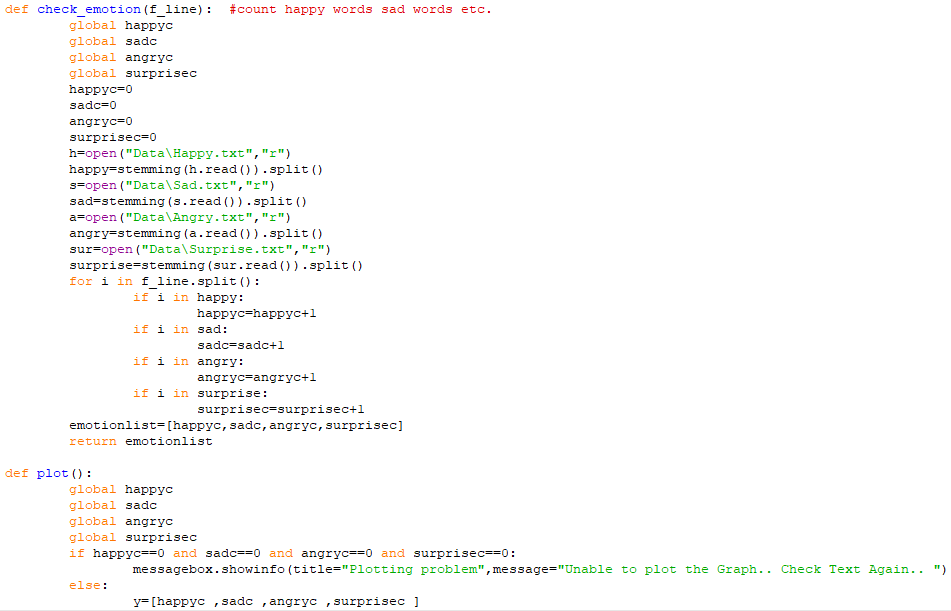 def check_emotion(f_line):  #count happy words sad words etc.
        global happyc
        global sadc
        global angryc
        global surprisec
        happyc=0
        sadc=0
        angryc=0
        surprisec=0
        h=open("Data\Happy.txt","r")
        happy=stemming(h.read()).split()
        s=open("Data\Sad.txt","r")
        sad=stemming(s.read()).split()
        a=open("Data\Angry.txt","r")
        angry=stemming(a.read()).split()
        sur=open("Data\Surprise.txt","r")
        surprise=stemming(sur.read()).split()
        for i in f_line.split():
                if i in happy:
                        happyc=happyc+1
                if i in sad:
                        sadc=sadc+1
                if i in angry:
                        angryc=angryc+1
                if i in surprise:
                        surprisec=surprisec+1
        emotionlist=[happyc,sadc,angryc,surprisec]
        return emotionlist

def plot():
        global happyc
        global sadc
        global angryc
        global surprisec
        if happyc==0 and sadc==0 and angryc==0 and surprisec==0:
                messagebox.showinfo(title="Plotting problem",message="Unable to plot the Graph.. Check Text Again.. ")
        else:
                y=[happyc ,sadc ,angryc ,surprisec ]